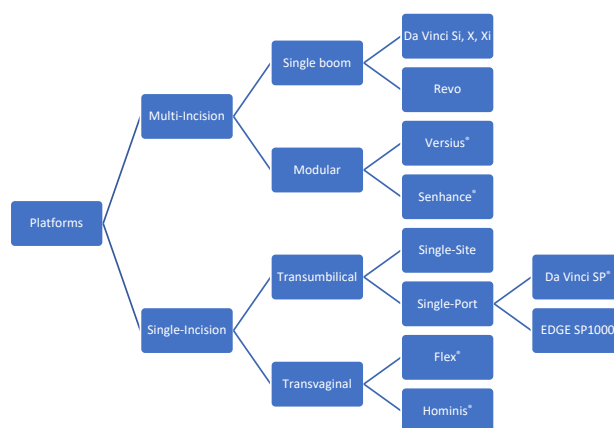 Da Vinci Si, X, Xi
Single boom
Revo
Multi-Incision
Versius*
Modular
Senhance*
Platforms
Single-Site
Transumbilical
Da Vinci SP*
Single-Port
Single-Incision
EDGE SP1000
Flex*
Transvaginal
Hominis*